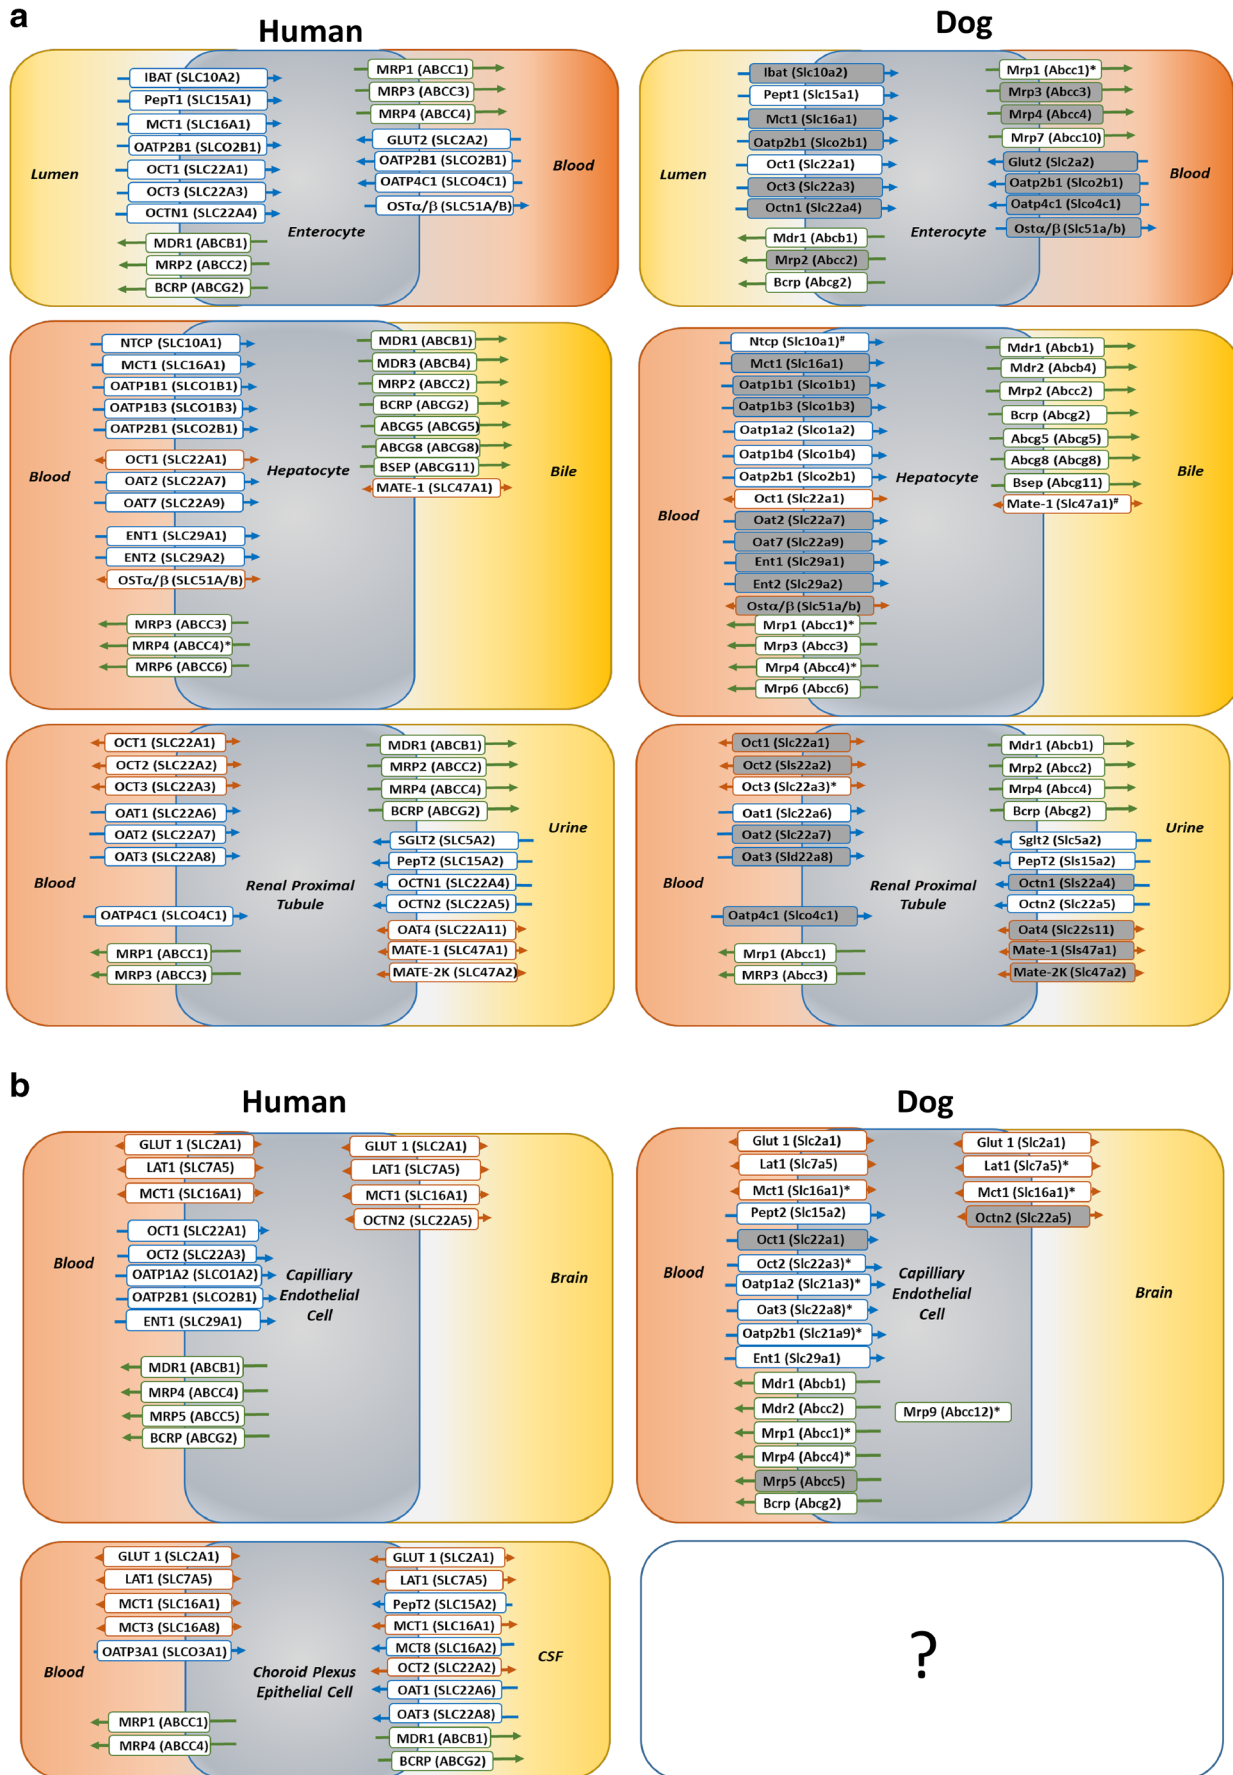 a
Human
Lumen
IBAT (SLC10A2)
PepT1 (SLC15A1)
MCT1 (SLC16A1)
OATP2B1 (SLCO2B1)
OCT1 (SLC22A1)
OCT3 (SLC22A3)
OCTN1 (SLC22A4)
MDR1 (ABCB1)
MRP2 (ABCC2)
BCRP (ABCG2)
Enterocyte
MRP1 (ABCC1)
MRP3 (ABCC3)
MRP4 (ABCC4)
GLUT2 (SLC2A2)
OATP2B1 (SLCO2B1)
OATP4C1 (SLCO4C1)
OSTα/β (SLC51A/B)
Blood
Dog
Lumen
Ibat (Slc10a2)
Pept1 (Slc15a1)
Mct1 (Slc16a1)
Oatp2b1 (Slco2b1)
Oct1 (Slc22a1)
Oct3 (Slc22a3)
Octn1 (Slc22a4)
Mdr1 (Abcb1)
Mrp2 (Abcc2)
Bcrp (Abcg2)
Enterocyte
Mrp1 (Abcc1)*
Mrp3 (Abcc3)
Mrp4 (Abcc4)
Mrp7 (Abcc10)
Glut2 (Slc2a2)
Oatp2b1 (Slco2b1)
Oatp4c1 (Slco4c1)
Ostα/β (Slc51a/b)
Blood
Blood
NTCP (SLC10A1)
MCT1 (SLC16A1)
OATP1B1 (SLCO1B1)
OATP1B3 (SLCO1B3)
OATP2B1 (SLCO2B1)
OCT1 (SLC22A1)
OAT2 (SLC22A7)
OAT7 (SLC22A9)
ENT1 (SLC29A1)
ENT2 (SLC29A2)
OSTα/β (SLC51A/B)
MRP3 (ABCC3)
MRP4 (ABCC4)*
MRP6 (ABCC6)
Hepatocyte
MDR1 (ABCB1)
MDR3 (ABCB4)
MRP2 (ABCC2)
BCRP (ABCG2)
ABCG5 (ABCG5)
ABCG8 (ABCG8)
BSEP (ABCG11)
MATE-1 (SLC47A1)
Bile
Blood
Ntcp (Slc10a1)#
Mct1 (Slc16a1)
Oatp1b1 (Slco1b1)
Oatp1b3 (Slco1b3)
Oatp1a2 (Slco1a2)
Oatp1b4 (Slco1b4)
Oatp2b1 (Slco2b1)
Oct1 (Slc22a1)
Oat2 (Slc22a7)
Oat7 (Slc22a9)
Ent1 (Slc29a1)
Ent2 (Slc29a2)
Ostα/β (Slc51a/b)
Mrp1 (Abcc1)*
Mrp3 (Abcc3)
Mrp4 (Abcc4)*
Mrp6 (Abcc6)
Hepatocyte
Mdr1 (Abcb1)
Mdr2 (Abcb4)
Mrp2 (Abcc2)
Bcrp (Abcg2)
Abcg5 (Abcg5)
Abcg8 (Abcg8)
Bsep (Abcg11)
Mate-1 (Slc47a1)#
Bile
Blood
OCT1 (SLC22A1)
OCT2 (SLC22A2)
OCT3 (SLC22A3)
OAT1 (SLC22A6)
OAT2 (SLC22A7)
OAT3 (SLC22A8)
OATP4C1 (SLCO4C1)
MRP1 (ABCC1)
MRP3 (ABCC3)
Renal Proximal
Tubule
MDR1 (ABCB1)
MRP2 (ABCC2)
MRP4 (ABCC4)
BCRP (ABCG2)
SGLT2 (SLC5A2)
PepT2 (SLC15A2)
OCTN1 (SLC22A4)
OCTN2 (SLC22A5)
OAT4 (SLC22A11)
MATE-1 (SLC47A1)
MATE-2K (SLC47A2)
Urine
Blood
Oct1 (Slc22a1)
Oct2 (Sls22a2)
Oct3 (Slc22a3)*
Oat1 (Slc22a6)
Oat2 (Slc22a7)
Oat3 (Sld22a8)
Oatp4c1 (Slco4c1)
Mrp1 (Abcc1)
MRP3 (Abcc3)
Renal Proximal
Tubule
Mdr1 (Abcb1)
Mrp2 (Abcc2)
Mrp4 (Abcc4)
Bcrp (Abcg2)
Sglt2 (Slc5a2)
PepT2 (Sls15a2)
Octn1 (Sls22a4)
Octn2 (Slc22a5)
Oat4 (Slc22s11)
Mate-1 (Sls47a1)
Mate-2K (Slc47a2)
Urine
b
Human
Blood
GLUT 1 (SLC2A1)
LAT1 (SLC7A5)
MCT1 (SLC16A1)
OCT1 (SLC22A1)
OCT2 (SLC22A3)
OATP1A2 (SLCO1A2)
OATP2B1 (SLCO2B1)
ENT1 (SLC29A1)
MDR1 (ABCB1)
MRP4 (ABCC4)
MRP5 (ABCC5)
BCRP (ABCG2)
Capilliary
Endothelial
Cell
GLUT 1 (SLC2A1)
LAT1 (SLC7A5)
MCT1 (SLC16A1)
OCTN2 (SLC22A5)
Brain
Dog
Blood
Glut 1 (Slc2a1)
Lat1 (Slc7a5)
Mct1 (Slc16a1)*
Pept2 (Slc15a2)
Oct1 (Slc22a1)
Oct2 (Slc22a3)*
Oatp1a2 (Slc21a3)*
Oat3 (Slc22a8)*
Oatp2b1 (Slc21a9)*
Ent1 (Slc29a1)
Mdr1 (Abcb1)
Mdr2 (Abcc2)
Mrp1 (Abcc1)*
Mrp4 (Abcc4)*
Mrp5 (Abcc5)
Bcrp (Abcg2)
Capilliary
Endothelial
Cell
Mrp9 (Abcc12)*
Glut 1 (Slc2a1)
Lat1 (Slc7a5)*
Mct1 (Slc16a1)*
Octn2 (Slc22a5)
Brain
Blood
GLUT 1 (SLC2A1)
LAT1 (SLC7A5)
MCT1 (SLC16A1)
MCT3 (SLC16A8)
OATP3A1 (SLCO3A1)
MRP1 (ABCC1)
MRP4 (ABCC4)
Choroid Plexus
Epithelial Cell
GLUT 1 (SLC2A1)
LAT1 (SLC7A5)
PepT2 (SLC15A2)
MCT1 (SLC16A1)
MCT8 (SLC16A2)
OCT2 (SLC22A2)
OAT1 (SLC22A6)
OAT3 (SLC22A8)
MDR1 (ABCB1)
BCRP (ABCG2)
CSF
?